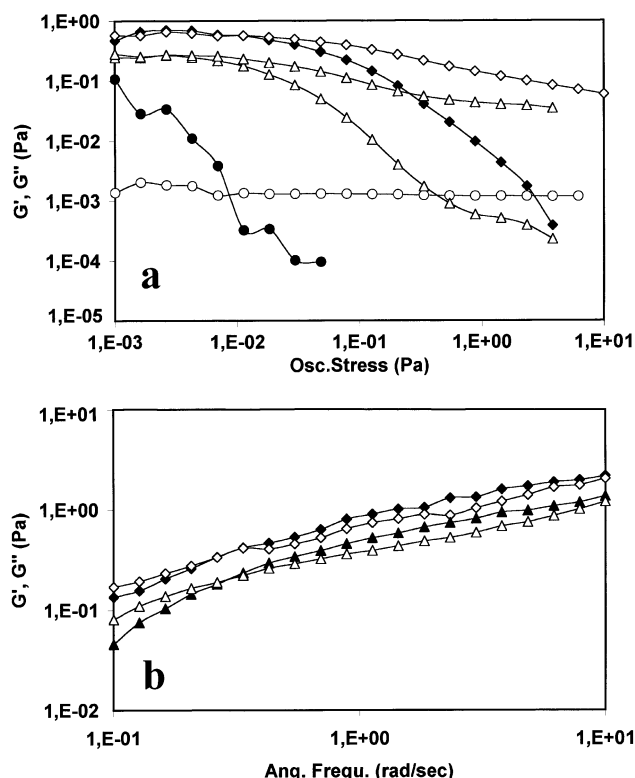 1,E+00
1,E-01
1,E-02
1,E-03
1,E-04
1,E-05
G', G'' (Pa)
a
1,E-03 1,E-02 1,E-01 1,E+00 1,E+01
Osc.Stress (Pa)
1,E+01
1,E+00
1,E-01
1,E-02
G', G'' (Pa)
b
1,E-01 1,E+00 1,E+01
Ang. Frequ. (rad/sec)